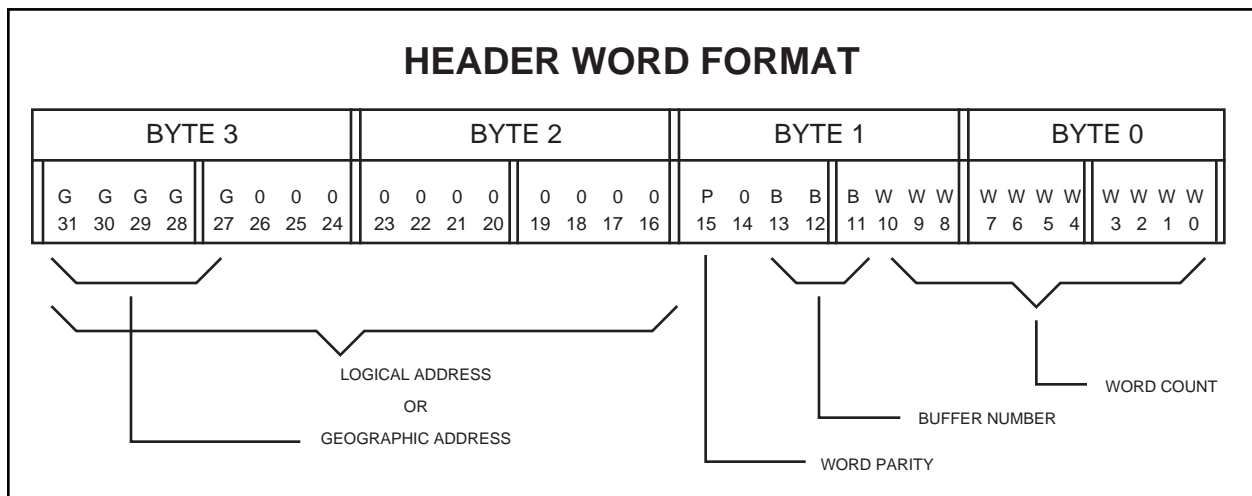 HEADER WORD FORMAT
BYTE 3 BYTE 2 BYTE 1 BYTE 0
G G G G G 0 0 0 0 0 0 0 0 0 0 0 P 0 B B B W W W W W W W W W W W
31 30 29 28 27 26 25 24 23 22 21 20 19 18 17 16 15 14 13 12 11 10 9 8 7 6 5 4 3 2 1 0
LOGICAL ADDRESS
OR
GEOGRAPHIC ADDRESS
WORD PARITY
BUFFER NUMBER
WORD COUNT